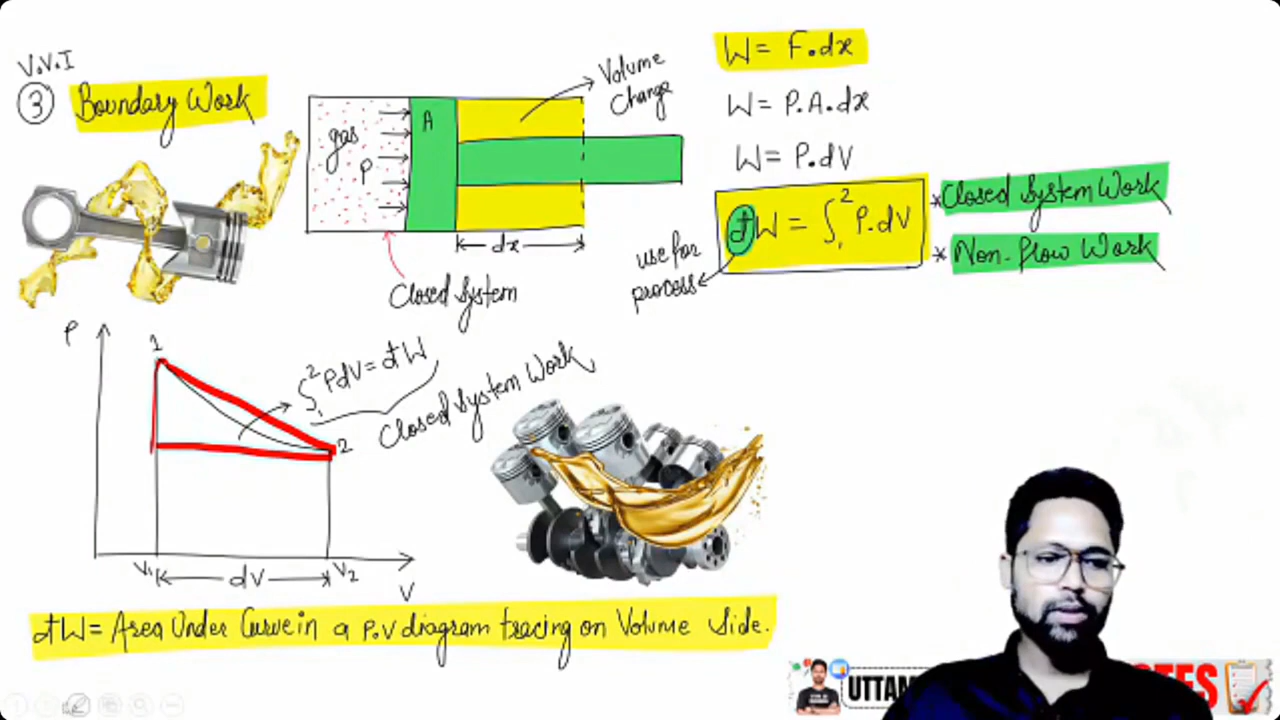 V.V.I
③ Boundary Work
gas
P
A
Volume
Change
dx
Closed System
W = F.dx
W = P.A.dx
W = P.dV
đW = ∫₁² P.dV
use for
process
*Closed System Work
* Non-flow Work
P
1
∫₁² PdV = đW
Closed System Work
2
V₁
dV
V₂
V
đW = Area Under Curve in a P.V diagram tracing on Volume Side.
UTTAM